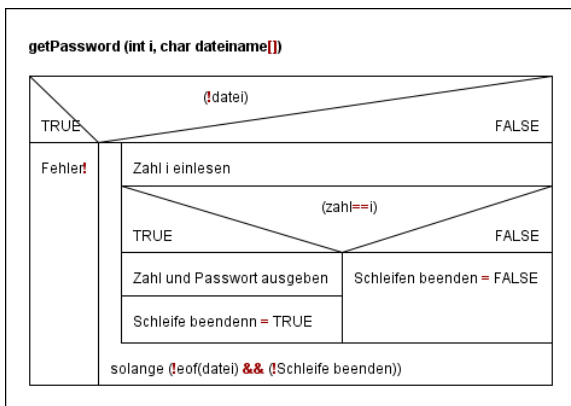 getPassword (int i, char dateiname[])
(!datei)
TRUE
FALSE
Fehler!
Zahl i einlesen
(zahl==i)
TRUE
FALSE
Zahl und Passwort ausgeben
Schleifen beenden = FALSE
Schleife beendenn = TRUE
solange (!eof(datei) && (!Schleife beenden))